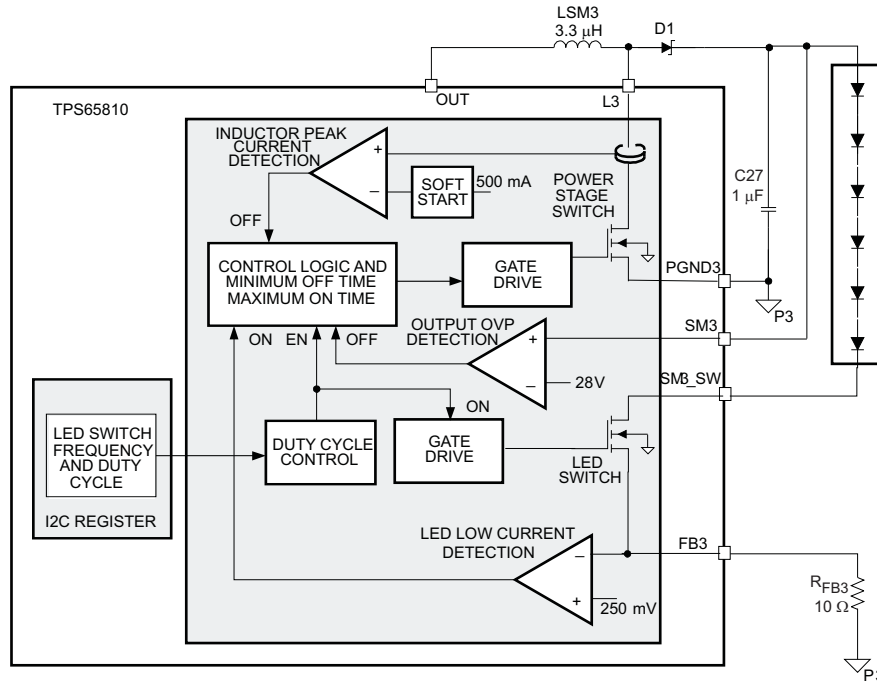 LSM3
3.3 μH
D1
OUT
L3
TPS65810
INDUCTOR PEAK
CURRENT
DETECTION
+
−
SOFT
START
500 mA
POWER
STAGE
SWITCH
C27
1 μF
OFF
CONTROL LOGIC AND
MINIMUM OFF TIME
MAXIMUM ON TIME
GATE
DRIVE
PGND3
P3
ON
EN
OFF
OUTPUT OVP
DETECTION
+
−
28V
SM3
SM3_SW
ON
LED SWITCH
FREQUENCY
AND DUTY
CYCLE
I2C REGISTER
DUTY CYCLE
CONTROL
GATE
DRIVE
LED
SWITCH
LED LOW CURRENT
DETECTION
−
+
250 mV
FB3
RFB3
10 Ω
P3